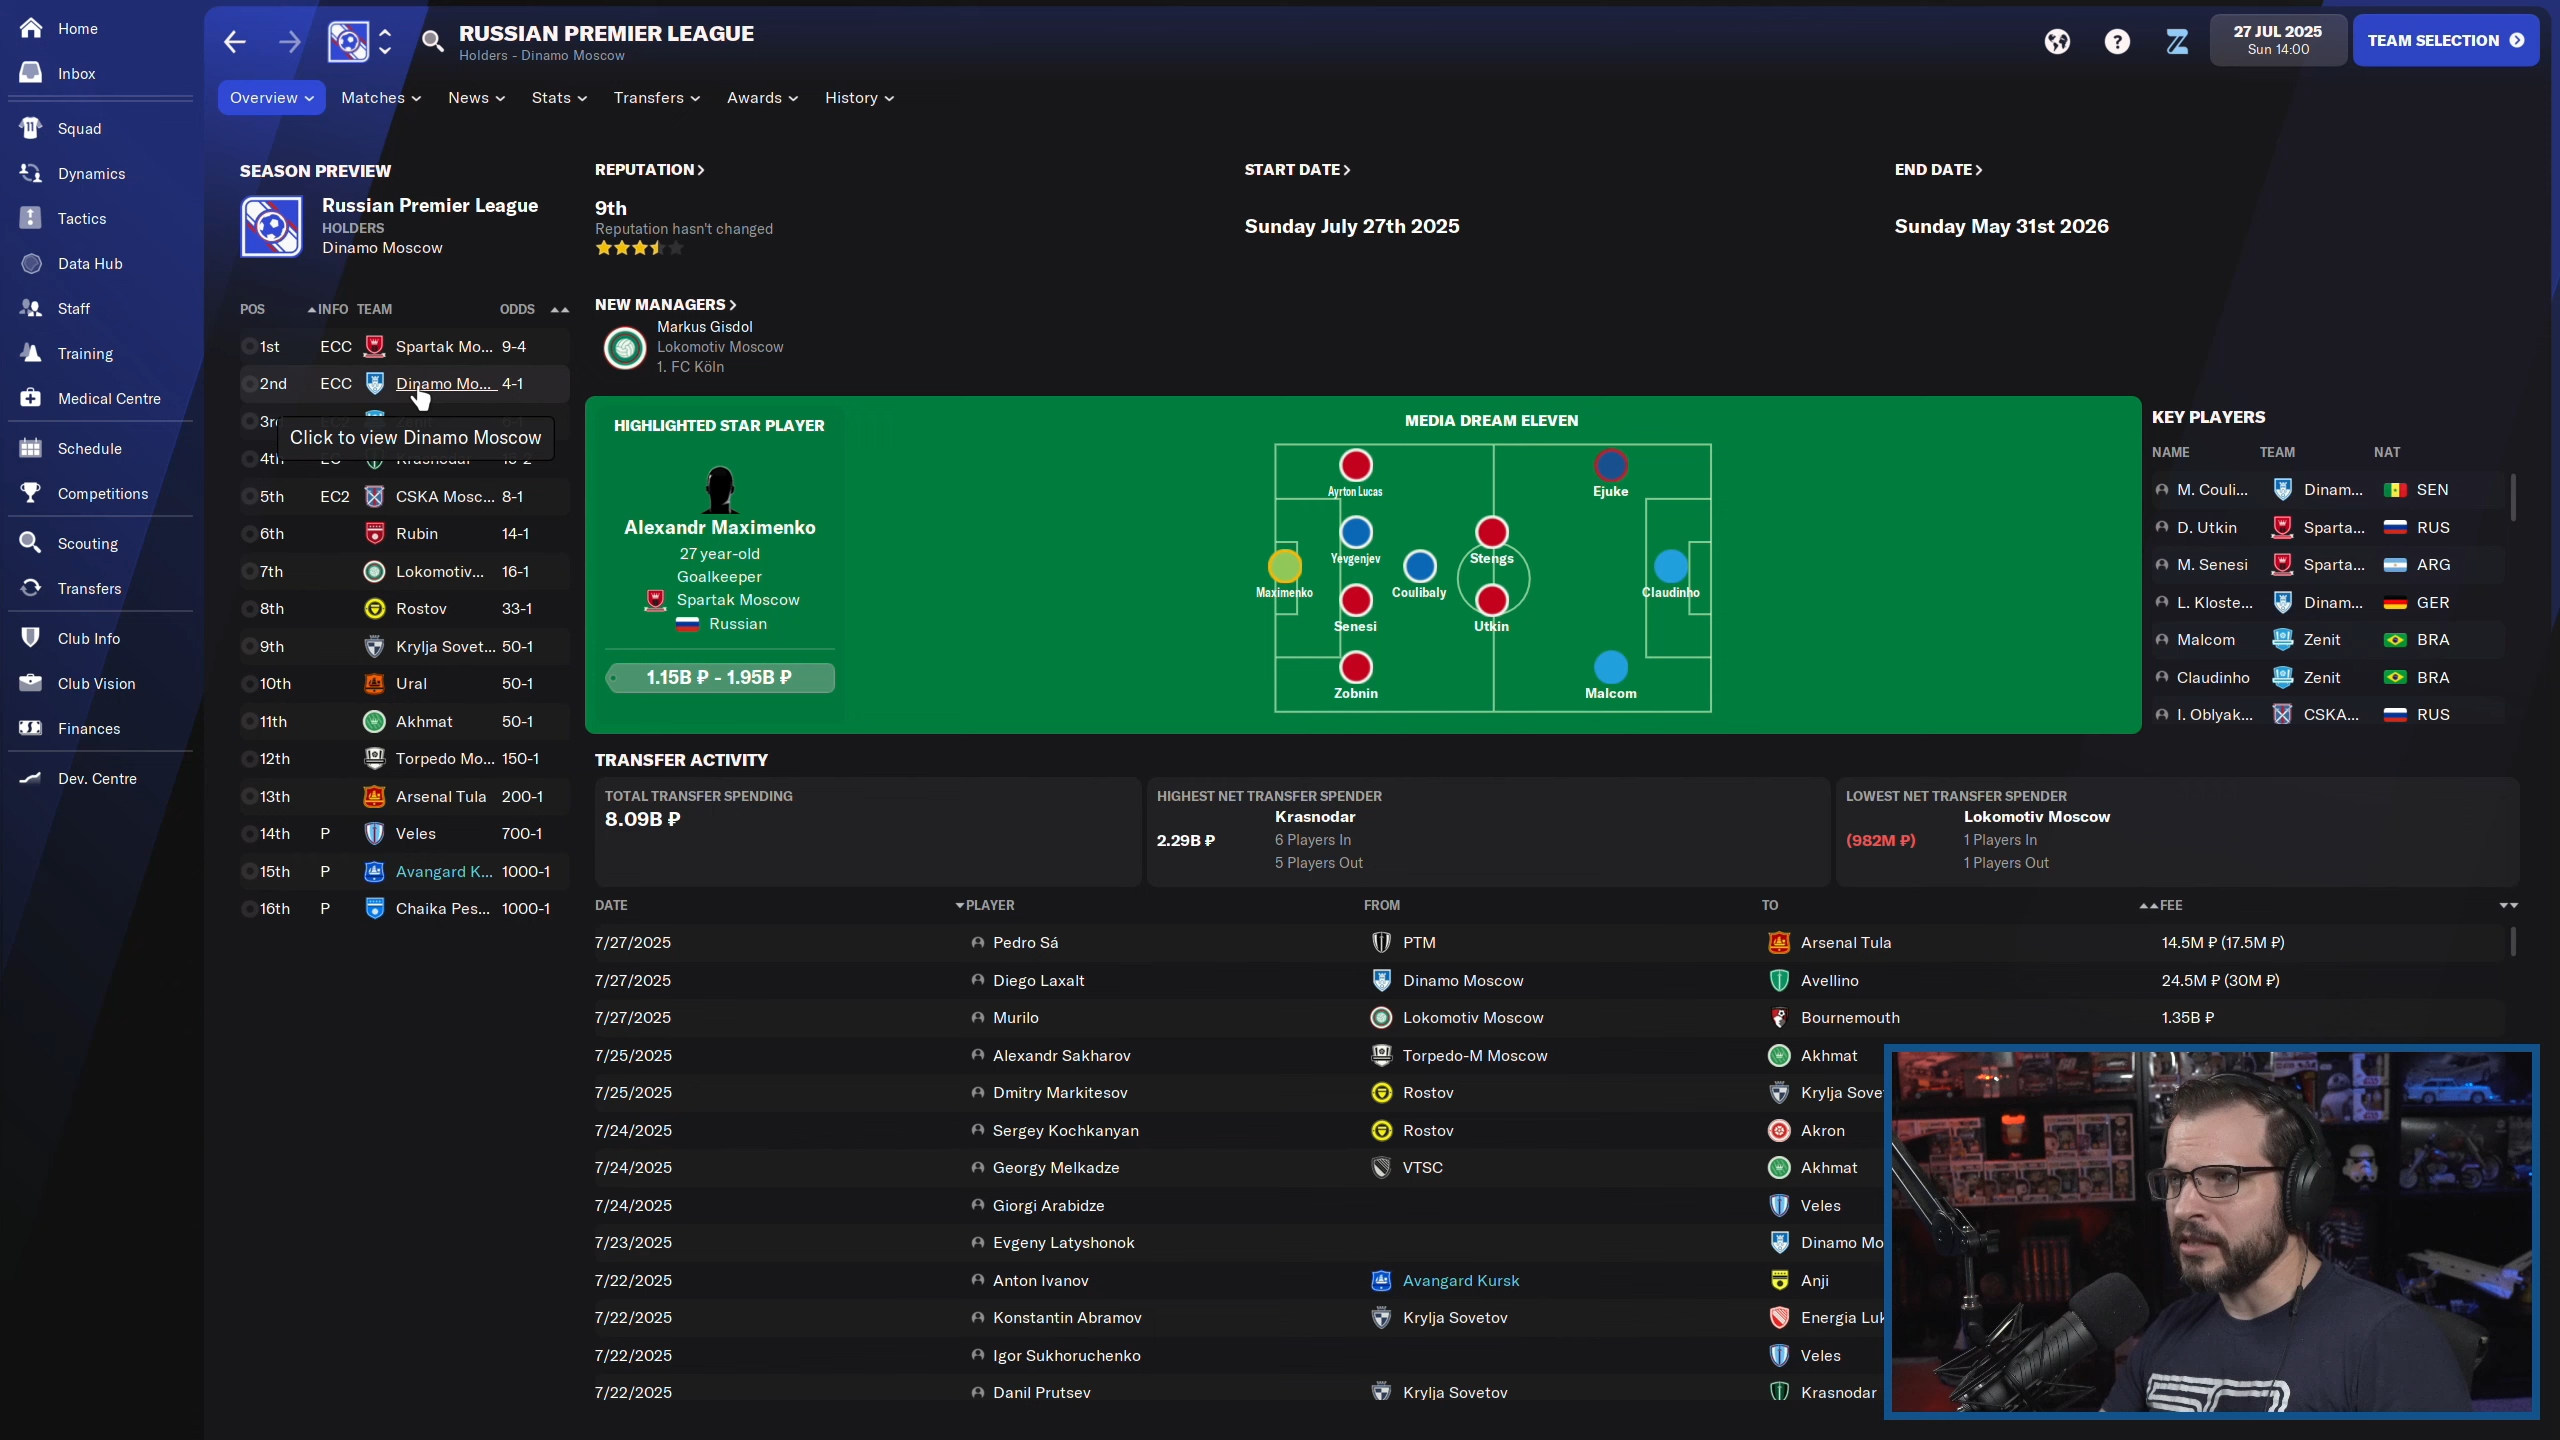 Home
Inbox
Squad
Dynamics
Tactics
Data Hub
Staff
Training
Medical Centre
Schedule
Competitions
Scouting
Transfers
Club Info
Club Vision
Finances
Dev. Centre
RUSSIAN PREMIER LEAGUE
Holders - Dinamo Moscow
27 JUL 2025
Sun 14:00
TEAM SELECTION
Overview Matches News Stats Transfers Awards History
SEASON PREVIEW
Russian Premier League
HOLDERS
Dinamo Moscow
REPUTATION
9th
Reputation hasn't changed
START DATE
Sunday July 27th 2025
END DATE
Sunday May 31st 2026
POS INFO TEAM ODDS
1st ECC Spartak Mo... 9-4
2nd ECC Dinamo Mo... 4-1
Click to view Dinamo Moscow
5th EC2 CSKA Mosc... 8-1
6th Rubin 14-1
7th Lokomotiv... 16-1
8th Rostov 33-1
9th Krylja Sovet... 50-1
10th Ural 50-1
11th Akhmat 50-1
12th Torpedo Mo... 150-1
13th Arsenal Tula 200-1
14th P Veles 700-1
15th P Avangard K... 1000-1
16th P Chaika Pes... 1000-1
NEW MANAGERS
Markus Gisdol
Lokomotiv Moscow
1. FC Köln
HIGHLIGHTED STAR PLAYER
Alexandr Maximenko
27 year-old
Goalkeeper
Spartak Moscow
Russian
1.15B ₽ - 1.95B ₽
MEDIA DREAM ELEVEN
Ayrton Lucas
Ejuke
Yevgenjev
Stengs
Maximenko
Coulibaly
Claudinho
Senesi
Utkin
Zobnin
Malcom
KEY PLAYERS
NAME TEAM NAT
M. Couli... Dinam... SEN
D. Utkin Sparta... RUS
M. Senesi Sparta... ARG
L. Kloste... Dinam... GER
Malcom Zenit BRA
Claudinho Zenit BRA
I. Oblyak... CSKA... RUS
TRANSFER ACTIVITY
TOTAL TRANSFER SPENDING
8.09B ₽
HIGHEST NET TRANSFER SPENDER
Krasnodar
2.29B ₽
6 Players In
5 Players Out
LOWEST NET TRANSFER SPENDER
Lokomotiv Moscow
(982M ₽)
1 Players In
1 Players Out
DATE PLAYER FROM TO FEE
7/27/2025 Pedro Sá PTM Arsenal Tula 14.5M ₽ (17.5M ₽)
7/27/2025 Diego Laxalt Dinamo Moscow Avellino 24.5M ₽ (30M ₽)
7/27/2025 Murilo Lokomotiv Moscow Bournemouth 1.35B ₽
7/25/2025 Alexandr Sakharov Torpedo-M Moscow Akhmat
7/25/2025 Dmitry Markitesov Rostov Krylja Sove
7/24/2025 Sergey Kochkanyan Rostov Akron
7/24/2025 Georgy Melkadze VTSC Akhmat
7/24/2025 Giorgi Arabidze Veles
7/23/2025 Evgeny Latyshonok Dinamo Mo
7/22/2025 Anton Ivanov Avangard Kursk Anji
7/22/2025 Konstantin Abramov Krylja Sovetov Energia Luk
7/22/2025 Igor Sukhoruchenko Veles
7/22/2025 Danil Prutsev Krylja Sovetov Krasnodar